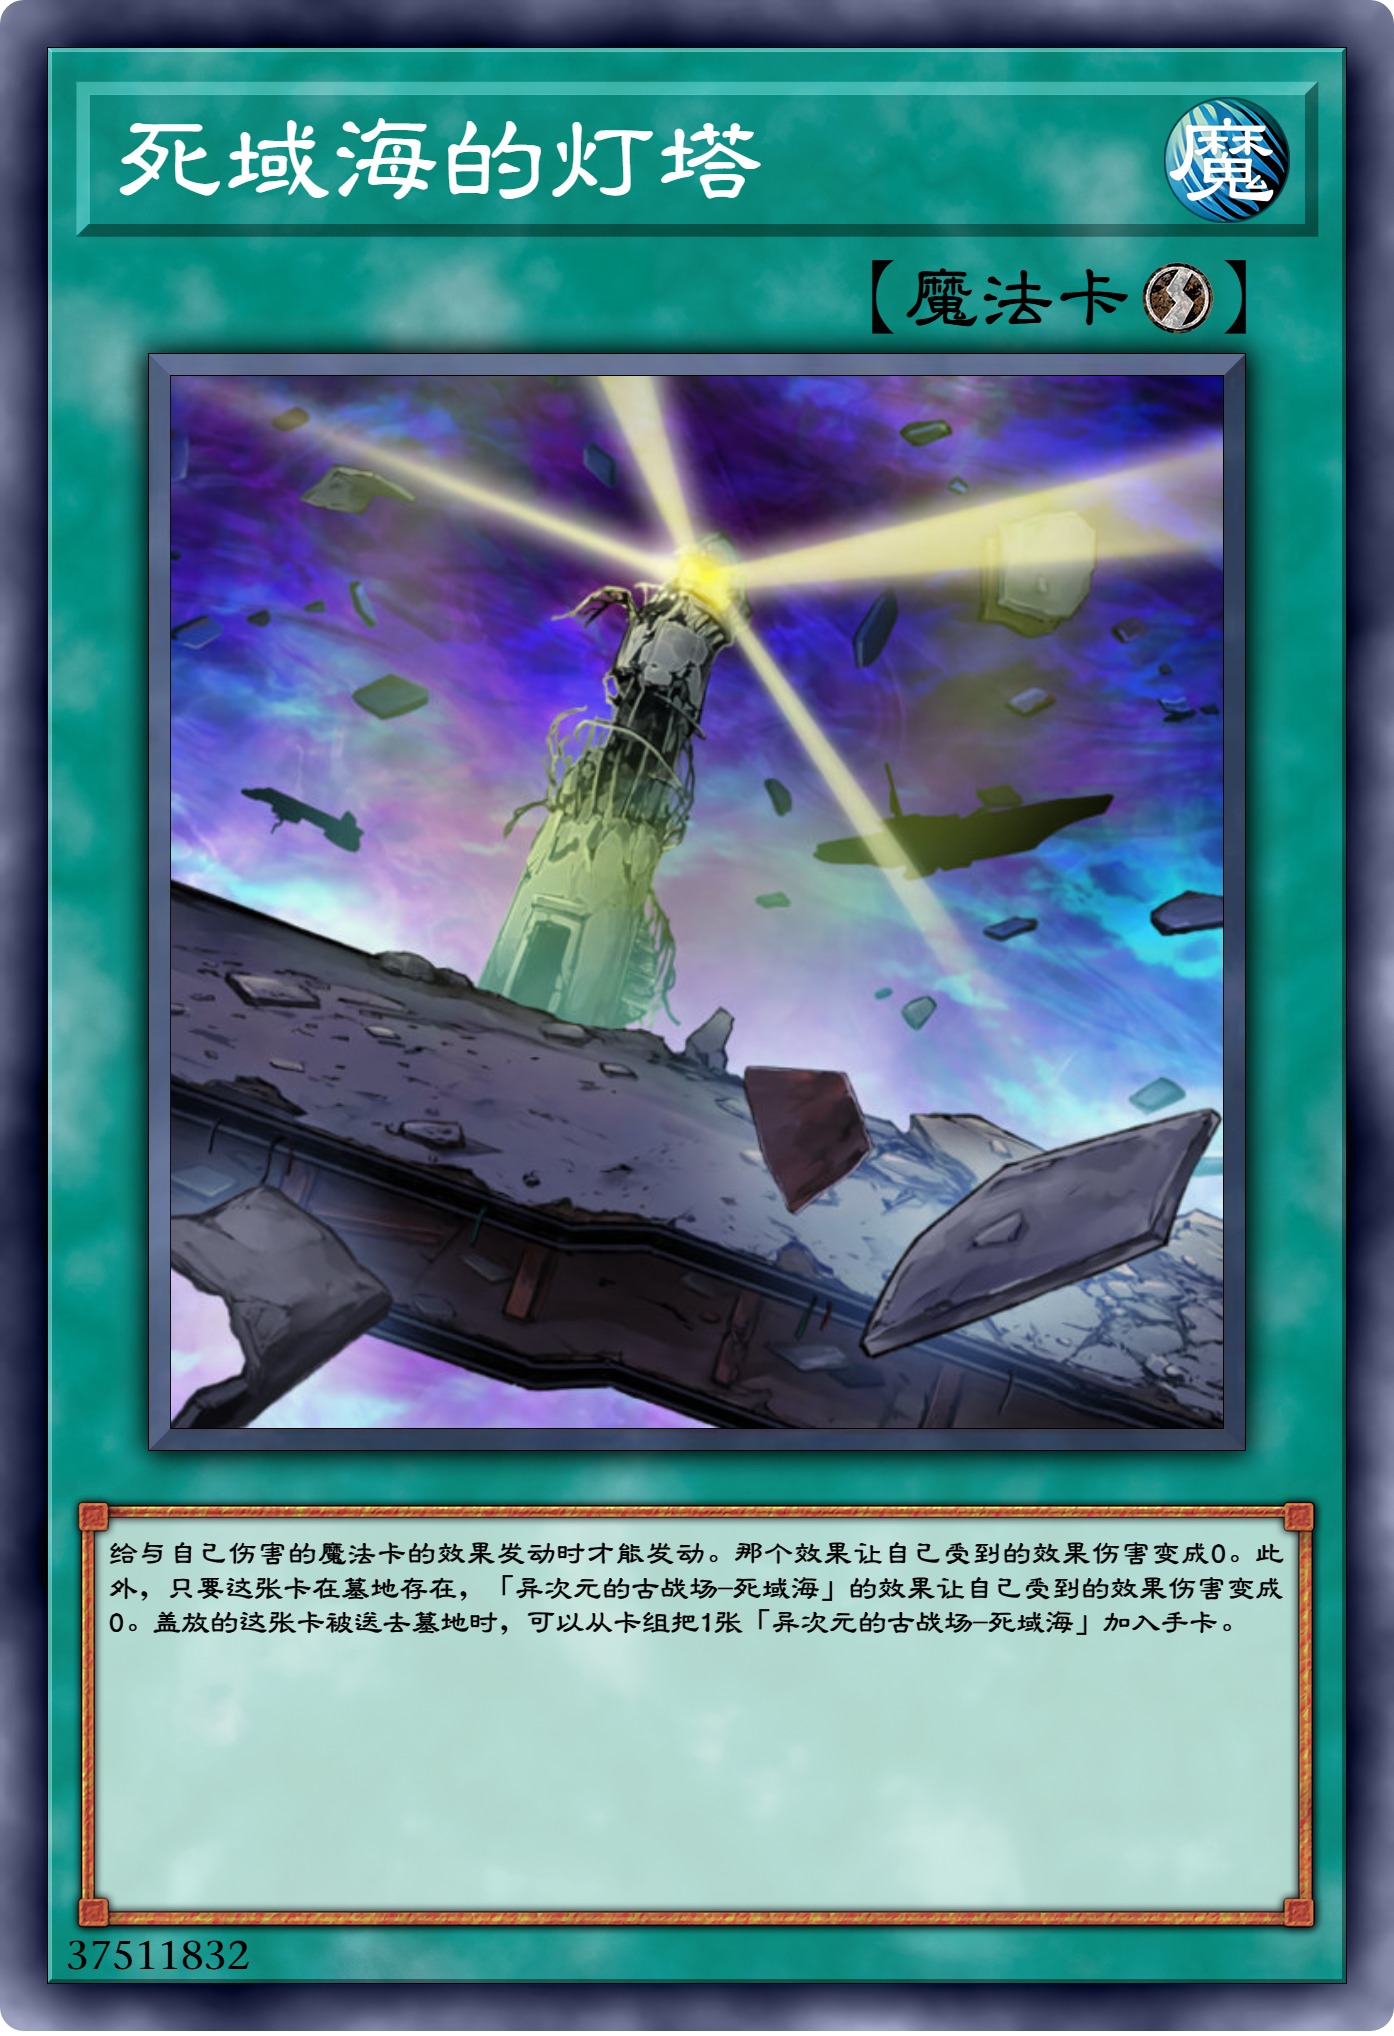 死域海的灯塔
魔
【魔法卡】
给与自己伤害的魔法卡的效果发动时才能发动。那个效果让自己受到的效果伤害变成0。此
外，只要这张卡在墓地存在，「异次元的古战场-死域海」的效果让自己受到的效果伤害变成
0。盖放的这张卡被送去墓地时，可以从卡组把1张「异次元的古战场-死域海」加入手卡。
37511832